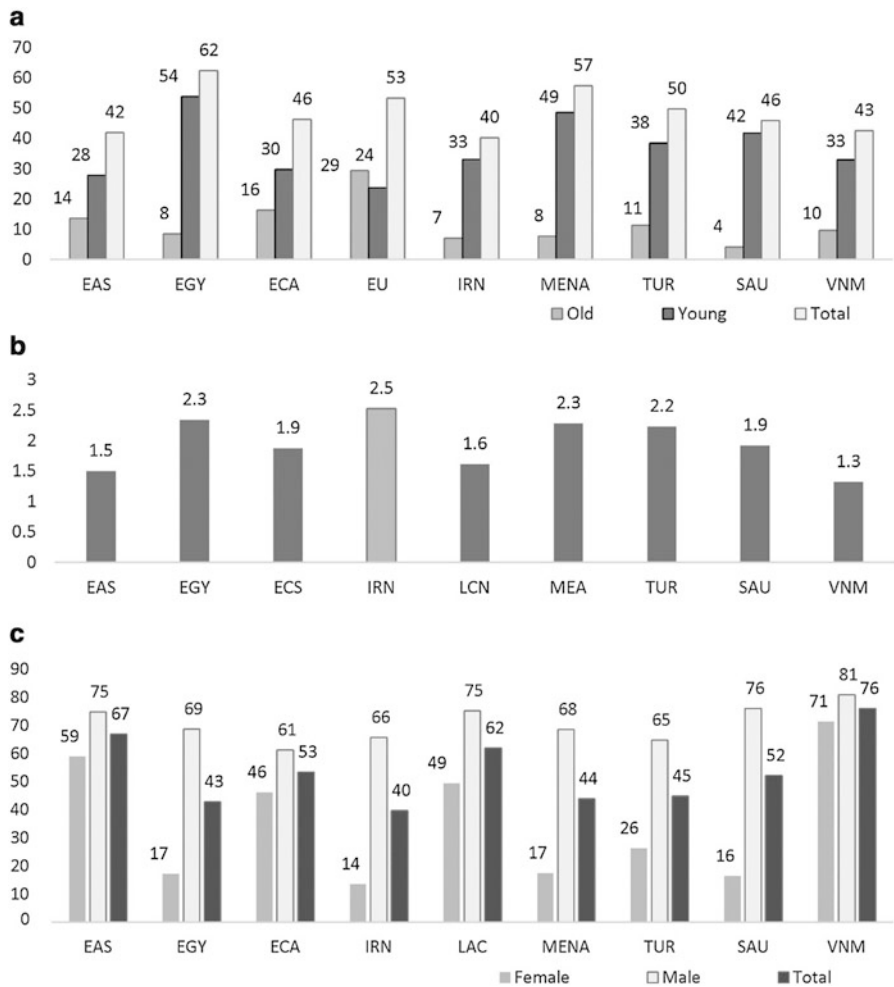 a
70
60
50
40
30
20
10
0
14 28 42
8 54 62
16 30 46
29 24 53
7 33 40
8 49 57
11 38 50
4 42 46
10 33 43
EAS EGY ECA EU IRN MENA TUR SAU VNM
Old Young Total
b
3
2.5
2
1.5
1
0.5
0
1.5 2.3 1.9 2.5 1.6 2.3 2.2 1.9 1.3
EAS EGY ECS IRN LCN MEA TUR SAU VNM
c
90
80
70
60
50
40
30
20
10
0
59 75 67
17 69 43
46 61 53
14 66 40
49 75 62
17 68 44
26 65 45
16 76 52
71 81 76
EAS EGY ECA IRN LAC MENA TUR SAU VNM
Female Male Total